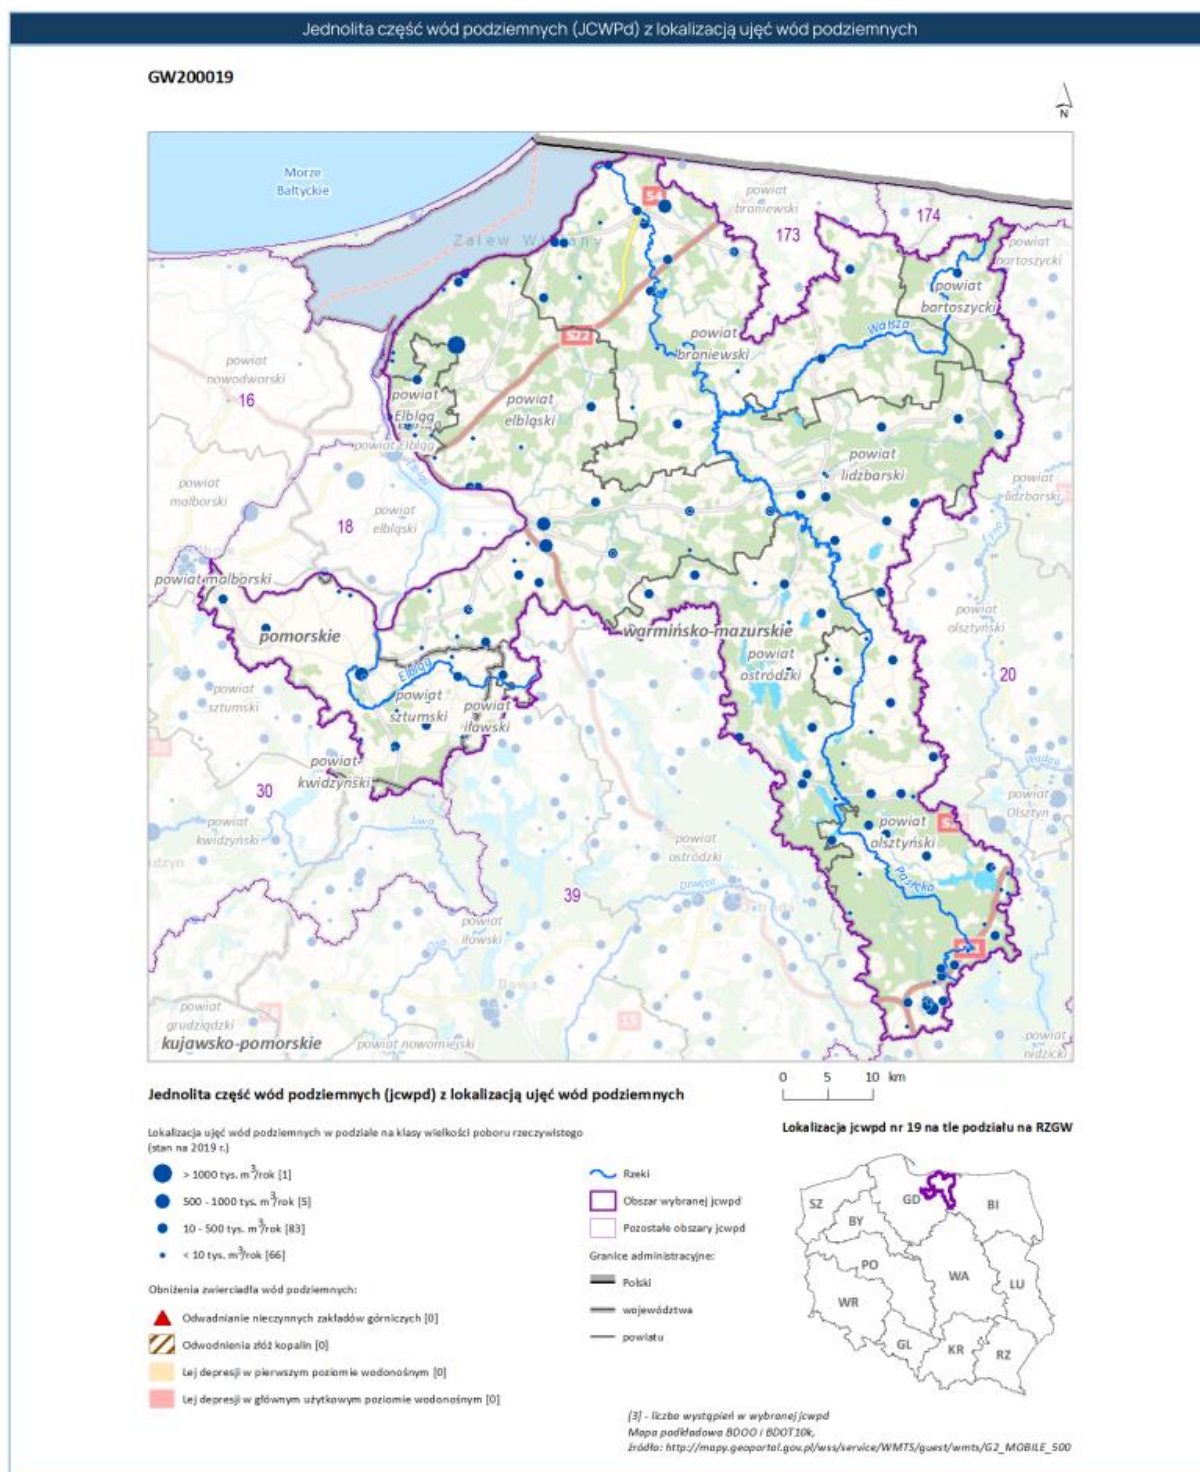 Jednolita część wód podziemnych (JCWPd) z lokalizacją ujęć wód podziemnych
GW200019
N
Morze
Bałtyckie
Zalew Wiślany
S4
powiat
braniewski
173
174
powiat
bartoszycki
powiat
bartoszycki
S22
powiat
braniewski
Wałsza
powiat
nowodworski
16
powiat
Elbląg
powiat
elbląski
powiat Elbląg
Elbląg
powiat
malborski
18
powiat
elbląski
powiat
lidzbarski
powiat
lidzbarski
powiat malborski
pomorskie
warmińsko-mazurskie
powiat
olsztyński
powiat
ostródzki
20
Elbląg
powiat
sztumski
powiat
sztumski
powiat
iławski
powiat
kwidzyński
30
powiat
kwidzyński
powiat
Olsztyn
powiat
olsztyński
powiat
ostródzki
Drwęca
Pasłęka
39
powiat
iławski
powiat
grudziądzki
kujawsko-pomorskie
powiat nowomiejski
powiat
nidzicki
0 5 10 km
Jednolita część wód podziemnych (jcwpd) z lokalizacją ujęć wód podziemnych
Lokalizacja ujęć wód podziemnych w podziale na klasy wielkości poboru rzeczywistego
(stan na 2019 r.)
> 1000 tys. m³/rok [1]
500 - 1000 tys. m³/rok [5]
10 - 500 tys. m³/rok [83]
< 10 tys. m³/rok [66]
Obniżenia zwierciadła wód podziemnych:
Odwadnianie nieczynnych zakładów górniczych [0]
Odwodnienia złóż kopalin [0]
Lej depresji w pierwszym poziomie wodonośnym [0]
Lej depresji w głównym użytkowym poziomie wodonośnym [0]
Rzeki
Obszar wybranej jcwpd
Pozostałe obszary jcwpd
Granice administracyjne:
Polski
województwa
powiatu
Lokalizacja jcwpd nr 19 na tle podziału na RZGW
SZ
GD
BI
BY
PO
WA
LU
WR
GL
KR
RZ
[3] - liczba wystąpień w wybranej jcwpd
Mapa podkładowa BDOO i BDOT10k,
źródło: http://mapy.geoportal.gov.pl/wss/service/WMTS/guest/wmts/G2_MOBILE_500